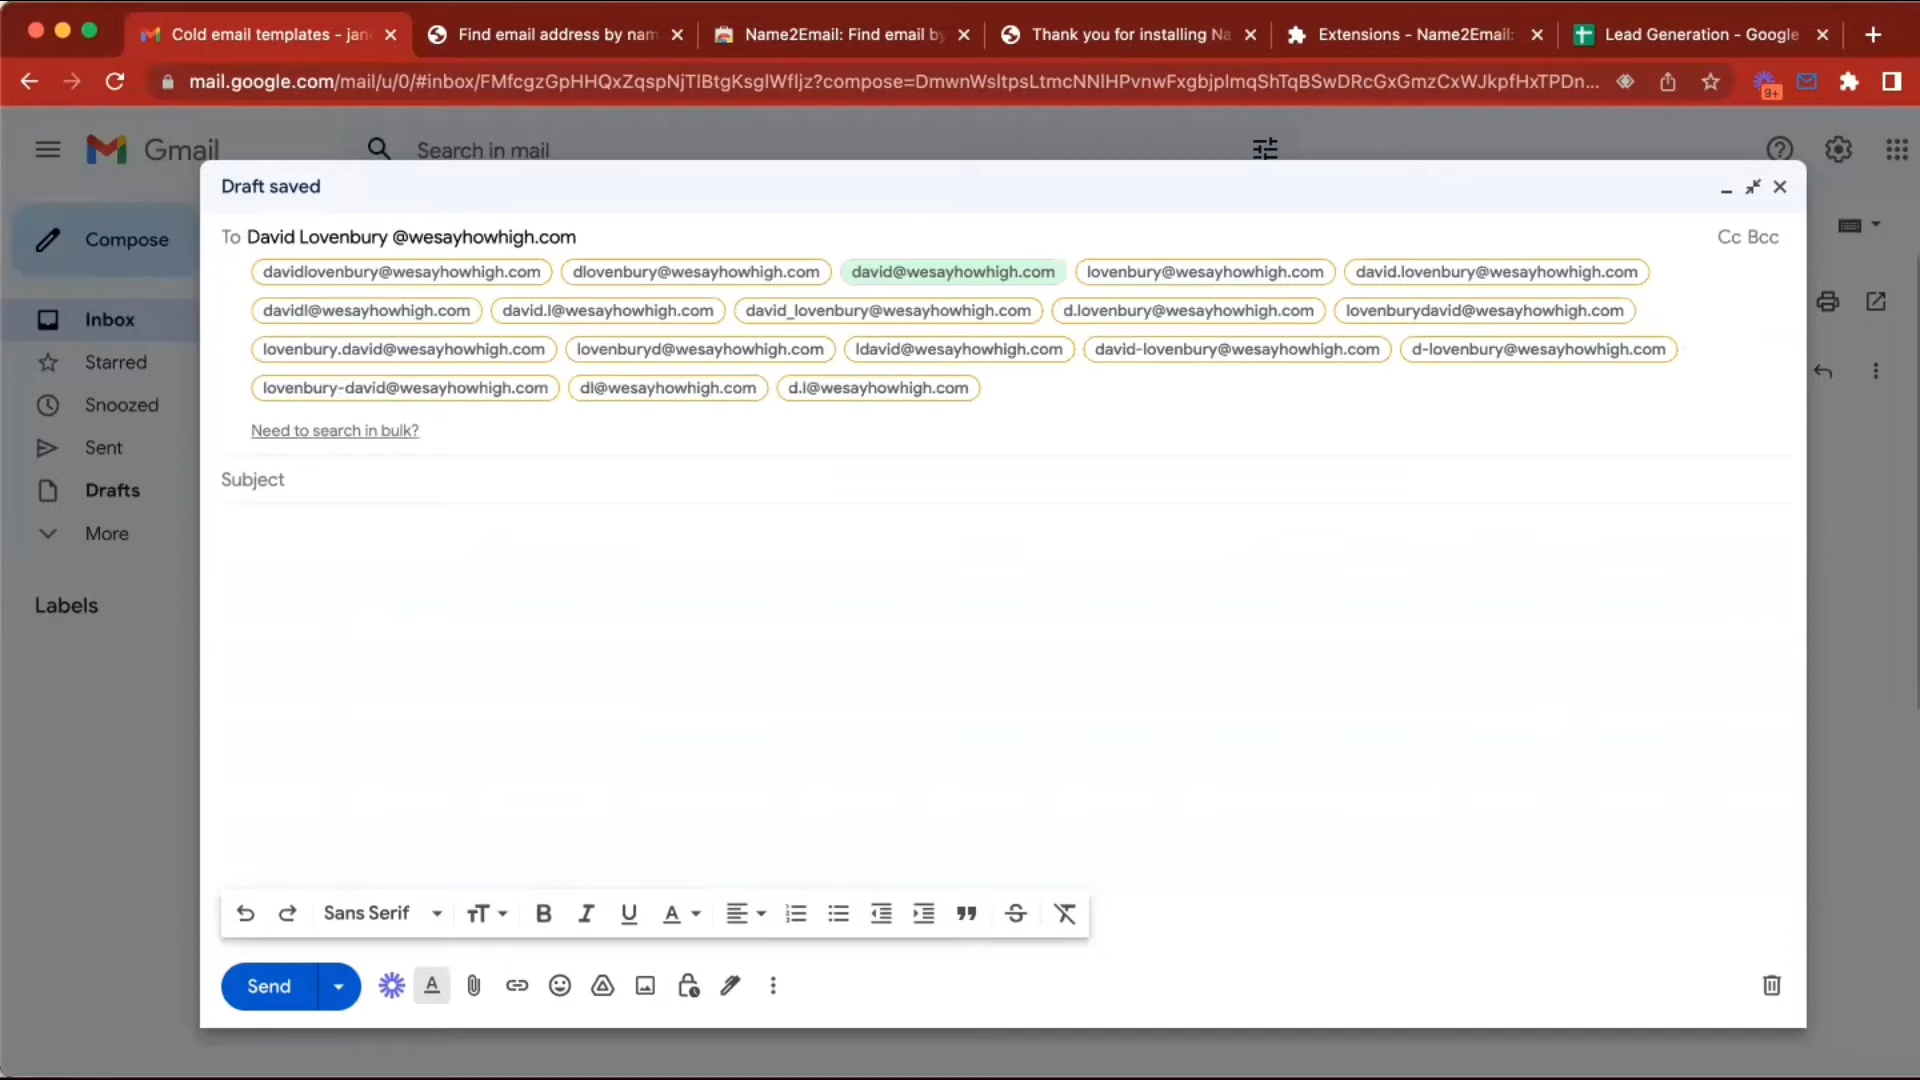 Cold email templates - jan
Find email address by nam
Name2Email: Find email by
Thank you for installing Na
Extensions - Name2Email:
Lead Generation - Google
mail.google.com/mail/u/0/#inbox/FMfcgzGpHHQxZqspNjTlBtgKsglWfljz?compose=DmwnWsltpsLtmcNNlHPvnwFxgbjplmqShTqBSwDRcGxGmzCxWJkpfHxTPDn...
9+
Gmail
Search in mail
Draft saved
Compose
To David Lovenbury @wesayhowhigh.com
Cc Bcc
davidlovenbury@wesayhowhigh.com dlovenbury@wesayhowhigh.com david@wesayhowhigh.com lovenbury@wesayhowhigh.com david.lovenbury@wesayhowhigh.com
davidl@wesayhowhigh.com david.l@wesayhowhigh.com david_lovenbury@wesayhowhigh.com d.lovenbury@wesayhowhigh.com lovenburydavid@wesayhowhigh.com
lovenbury.david@wesayhowhigh.com lovenburyd@wesayhowhigh.com ldavid@wesayhowhigh.com david-lovenbury@wesayhowhigh.com d-lovenbury@wesayhowhigh.com
lovenbury-david@wesayhowhigh.com dl@wesayhowhigh.com d.l@wesayhowhigh.com
Need to search in bulk?
Subject
Inbox
Starred
Snoozed
Sent
Drafts
More
Labels
Sans Serif
Send